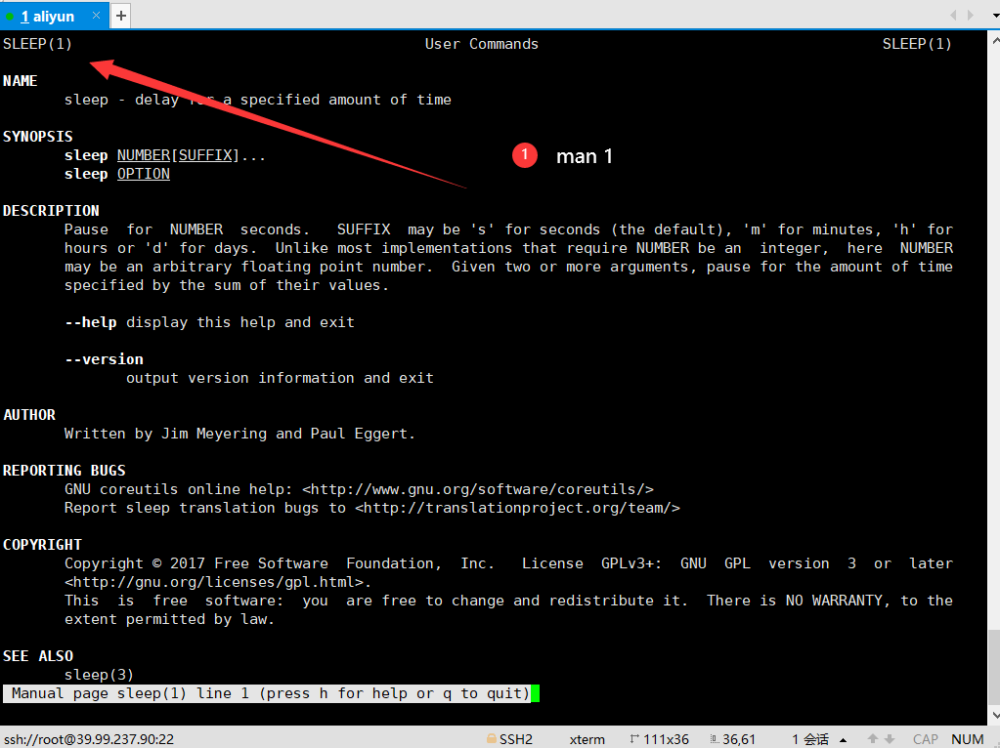 1 aliyun × +
SLEEP(1) User Commands SLEEP(1)
NAME
sleep - delay for a specified amount of time
SYNOPSIS
sleep NUMBER[SUFFIX]...
sleep OPTION
1 man 1
DESCRIPTION
Pause for NUMBER seconds. SUFFIX may be 's' for seconds (the default), 'm' for minutes, 'h' for
hours or 'd' for days. Unlike most implementations that require NUMBER be an integer, here NUMBER
may be an arbitrary floating point number. Given two or more arguments, pause for the amount of time
specified by the sum of their values.
--help display this help and exit
--version
output version information and exit
AUTHOR
Written by Jim Meyering and Paul Eggert.
REPORTING BUGS
GNU coreutils online help: <http://www.gnu.org/software/coreutils/>
Report sleep translation bugs to <http://translationproject.org/team/>
COPYRIGHT
Copyright © 2017 Free Software Foundation, Inc. License GPLv3+: GNU GPL version 3 or later
<http://gnu.org/licenses/gpl.html>.
This is free software: you are free to change and redistribute it. There is NO WARRANTY, to the
extent permitted by law.
SEE ALSO
sleep(3)
Manual page sleep(1) line 1 (press h for help or q to quit)
ssh://root@39.99.237.90:22 SSH2 xterm 111x36 36,61 1 会话 CAP NUM